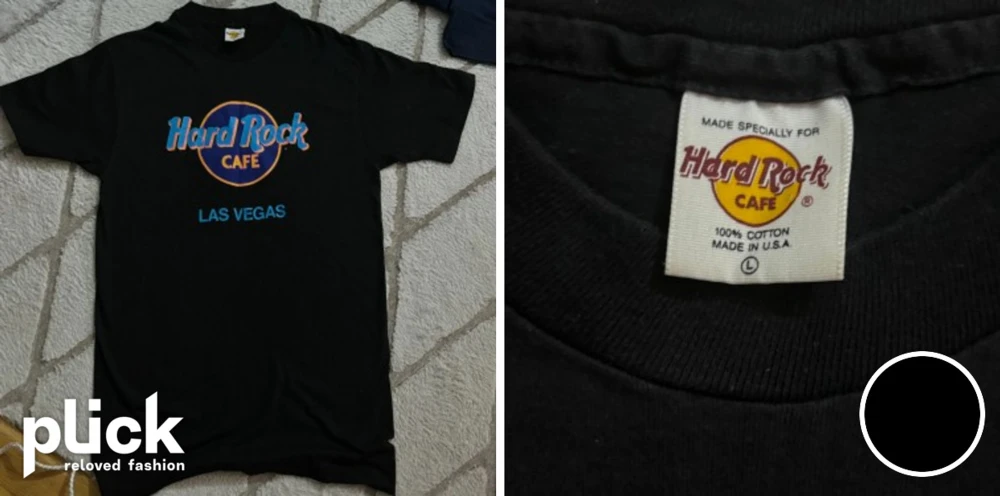 Hard Rock
CAFE
LAS VEGAS
plick
reloved fashion
MADE SPECIALLY FOR
Hard Rock
CAFE ®
100% COTTON
MADE IN U.S.A.
L